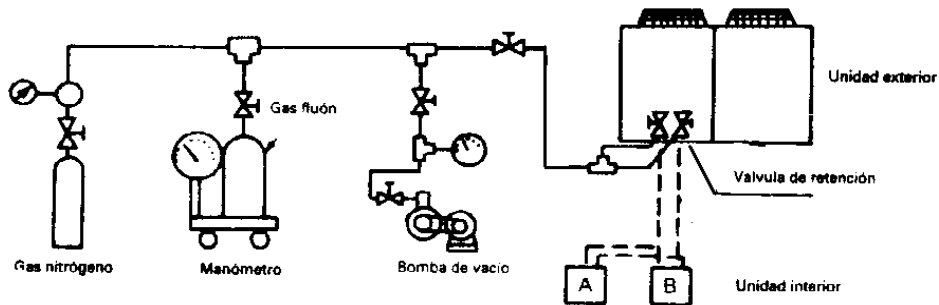 Unidad exterior
Gas fluón
Valvula de retención
Gas nitrógeno
Manómetro
Bomba de vacio
A
B
Unidad interior